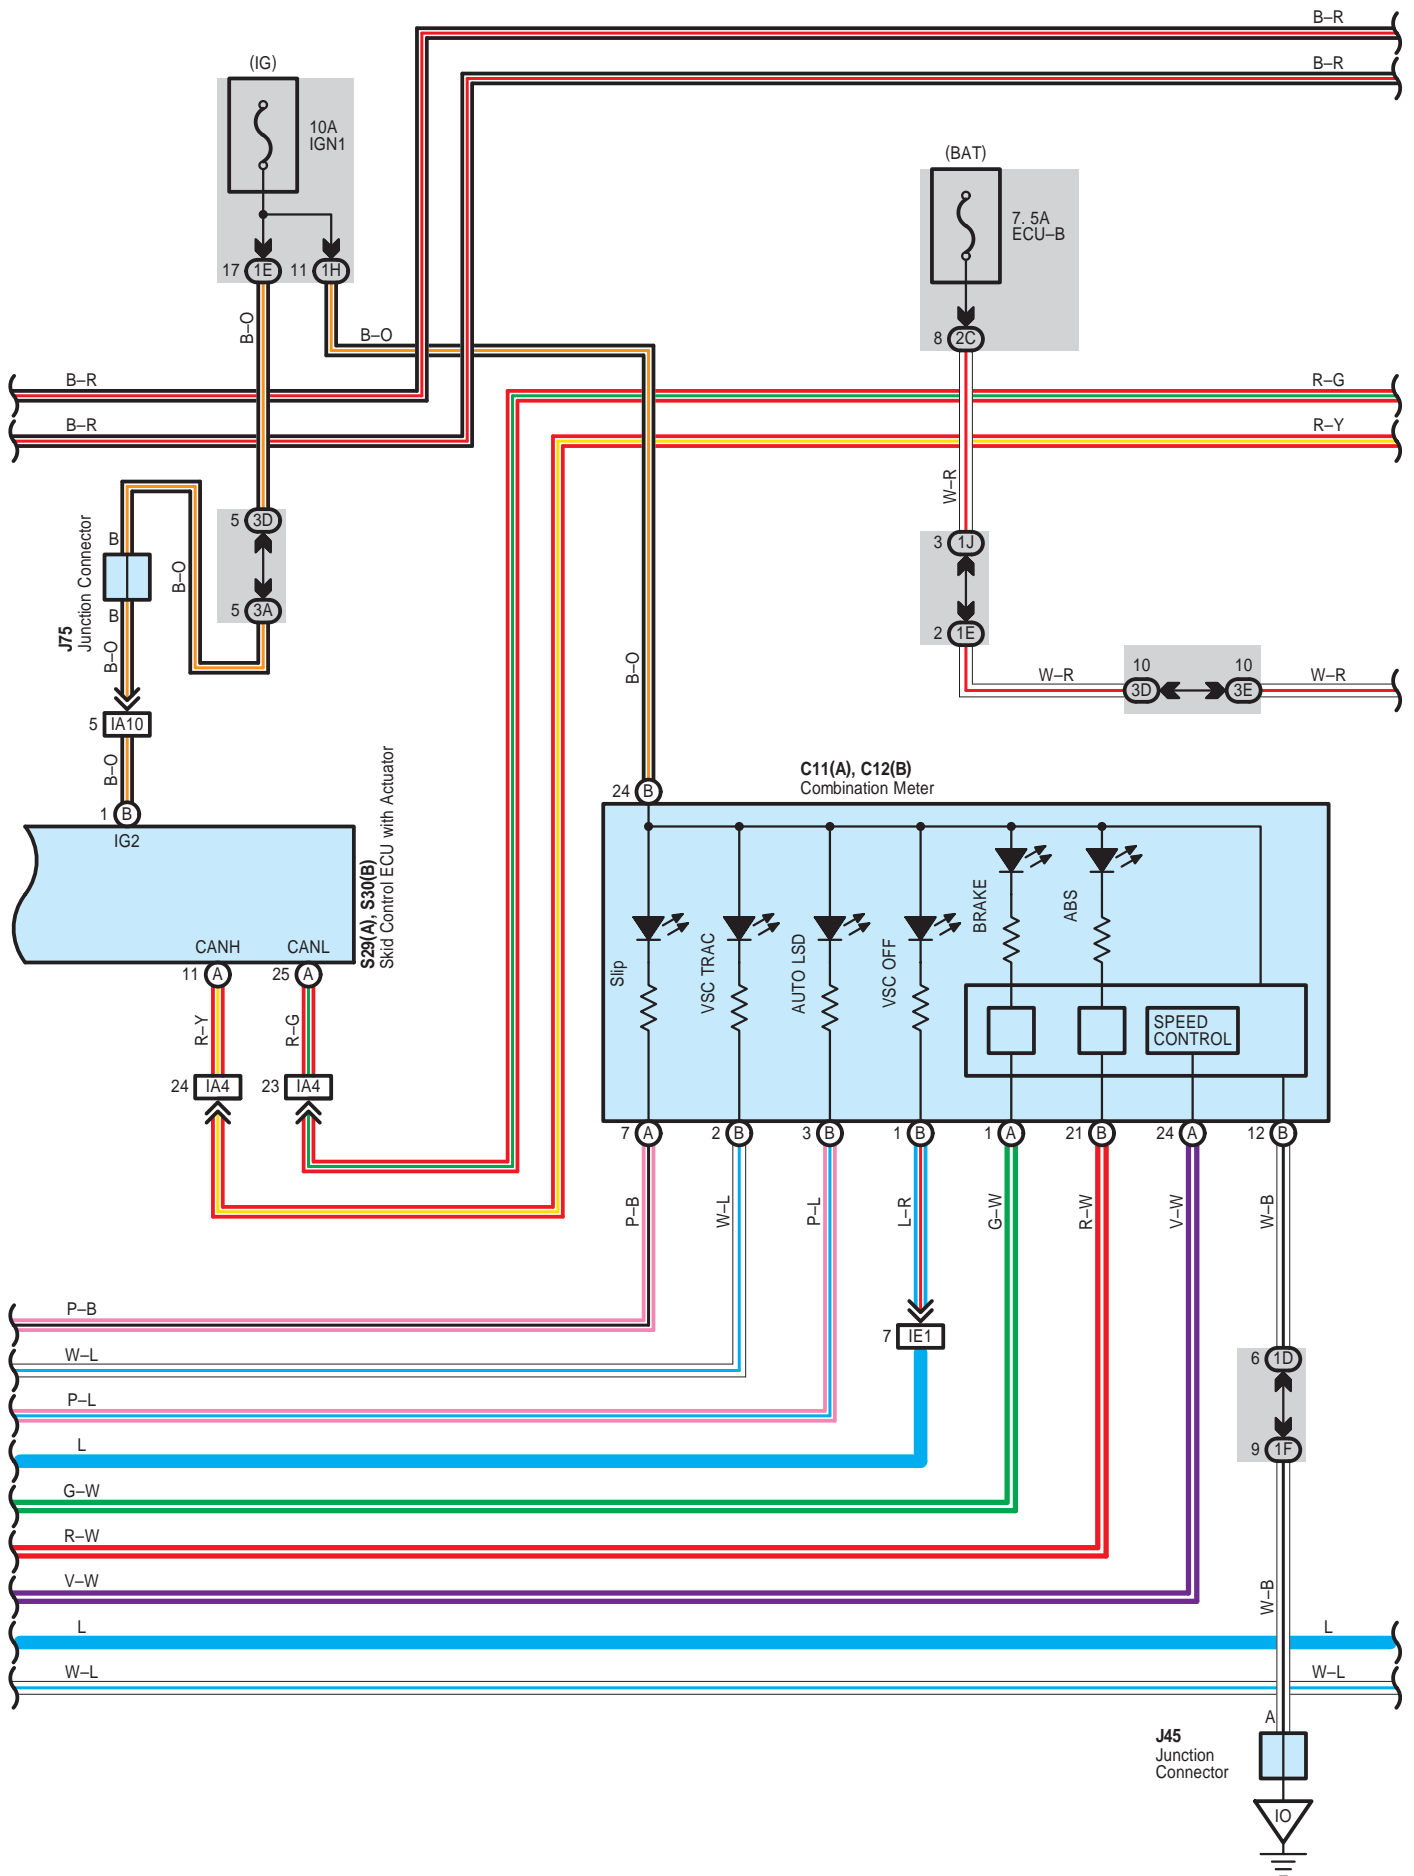 B–R
B–R
(IG)
10A
IGN1
17 1E
11 1H
B–O
B–O
(BAT)
7. 5A
ECU–B
8 2C
B–R
B–R
R–G
R–Y
W–R
5 3D
5 3A
B
B
J75
Junction Connector
B–O
B–O
5 IA10
B–O
1 B
IG2
3 1J
2 1E
W–R
10
3D
10
3E
W–R
B–O
24 B
C11(A), C12(B)
Combination Meter
S29(A), S30(B)
Skid Control ECU with Actuator
CANH
CANL
11 A
25 A
R–Y
R–G
24 IA4
23 IA4
Slip
VSC TRAC
AUTO LSD
VSC OFF
BRAKE
ABS
SPEED
CONTROL
7 A
2 B
3 B
1 B
1 A
21 B
24 A
12 B
P–B
W–L
P–L
L–R
G–W
R–W
V–W
W–B
7 IE1
P–B
W–L
P–L
L
G–W
R–W
V–W
L
W–L
6 1D
9 1F
W–B
L
W–L
A
J45
Junction
Connector
IO